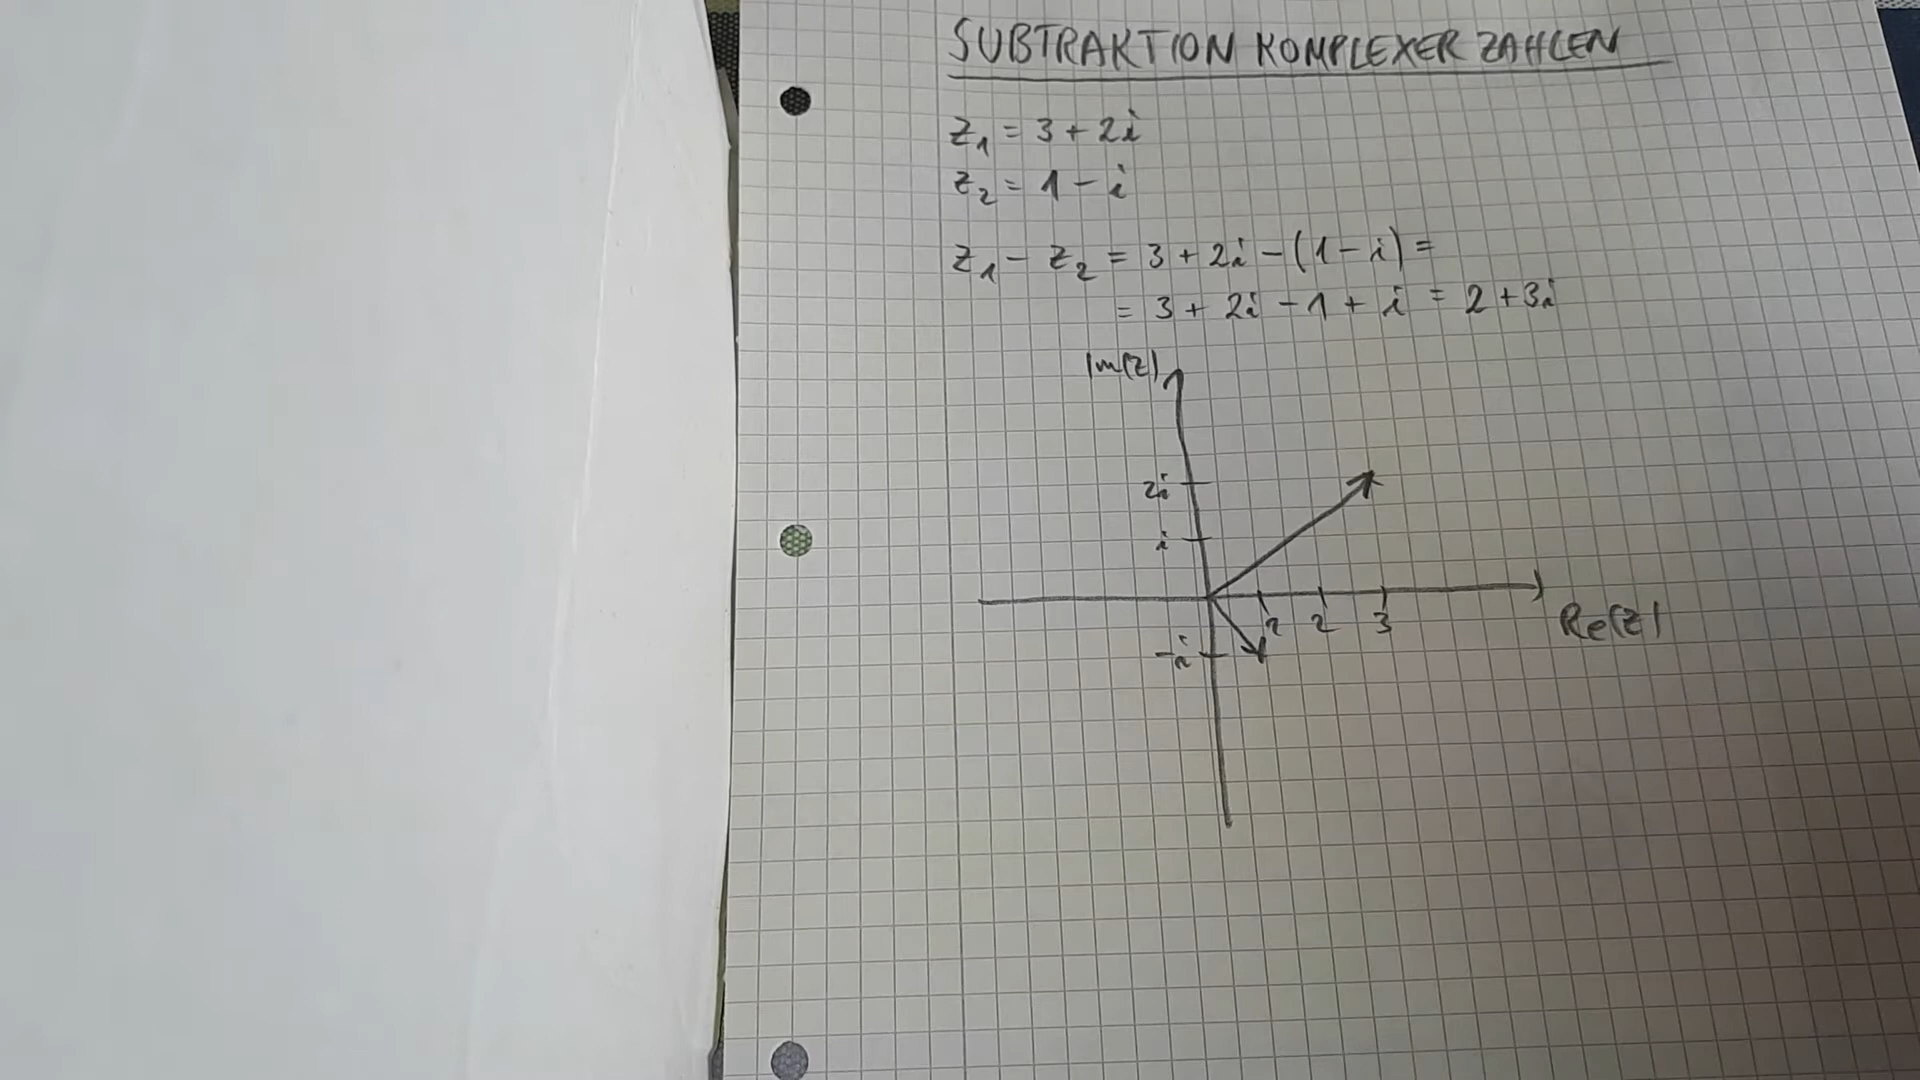 SUBTRAKTION KOMPLEXER ZAHLEN
z₁ = 3 + 2i
z₂ = 1 - i
z₁ - z₂ = 3 + 2i - (1 - i) =
= 3 + 2i - 1 + i = 2 + 3i
Im(z)
2i
i
1 2 3
Re(z)
-i